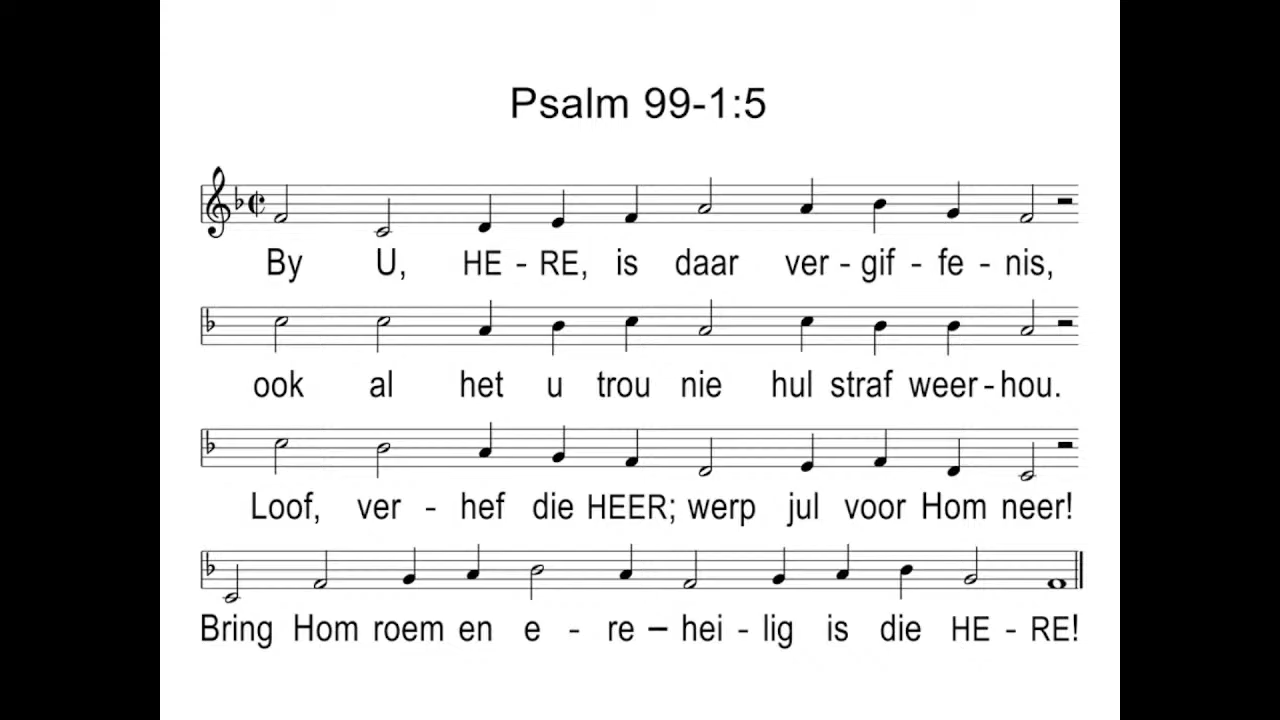 Psalm 99-1:5
By U, HE - RE, is daar ver - gif - fe - nis,
ook al het u trou nie hul straf weer - hou.
Loof, ver - hef die HEER; werp jul voor Hom neer!
Bring Hom roem en e - re – hei - lig is die HE - RE!